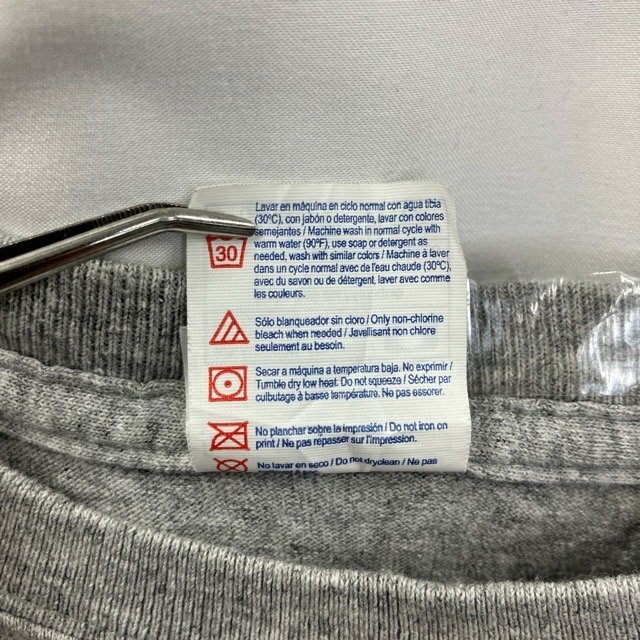 Lavar en máquina en ciclo normal con agua tibia
(30ºC), con jabón o detergente, lavar con colores
semejantes / Machine wash in normal cycle with
warm water (90ºF), use soap or detergent as
needed, wash with similar colors / Machine à laver
dans un cycle normal avec de l'eau chaude (30ºC),
avec du savon ou de détergent, laver avec comme
les couleurs.
30
Sólo blanqueador sin cloro / Only non-chlorine
bleach when needed / Javellisant non chlore
seulement au besoin.
Secar a máquina a temperatura baja. No exprimir /
Tumble dry low heat. Do not squeeze / Sécher par
culbutage à basse température. Ne pas essorer.
No planchar sobre la impresión / Do not iron on
print / Ne pas repasser sur l'impression.
No lavar en seco / Do not dryclean / Ne pas